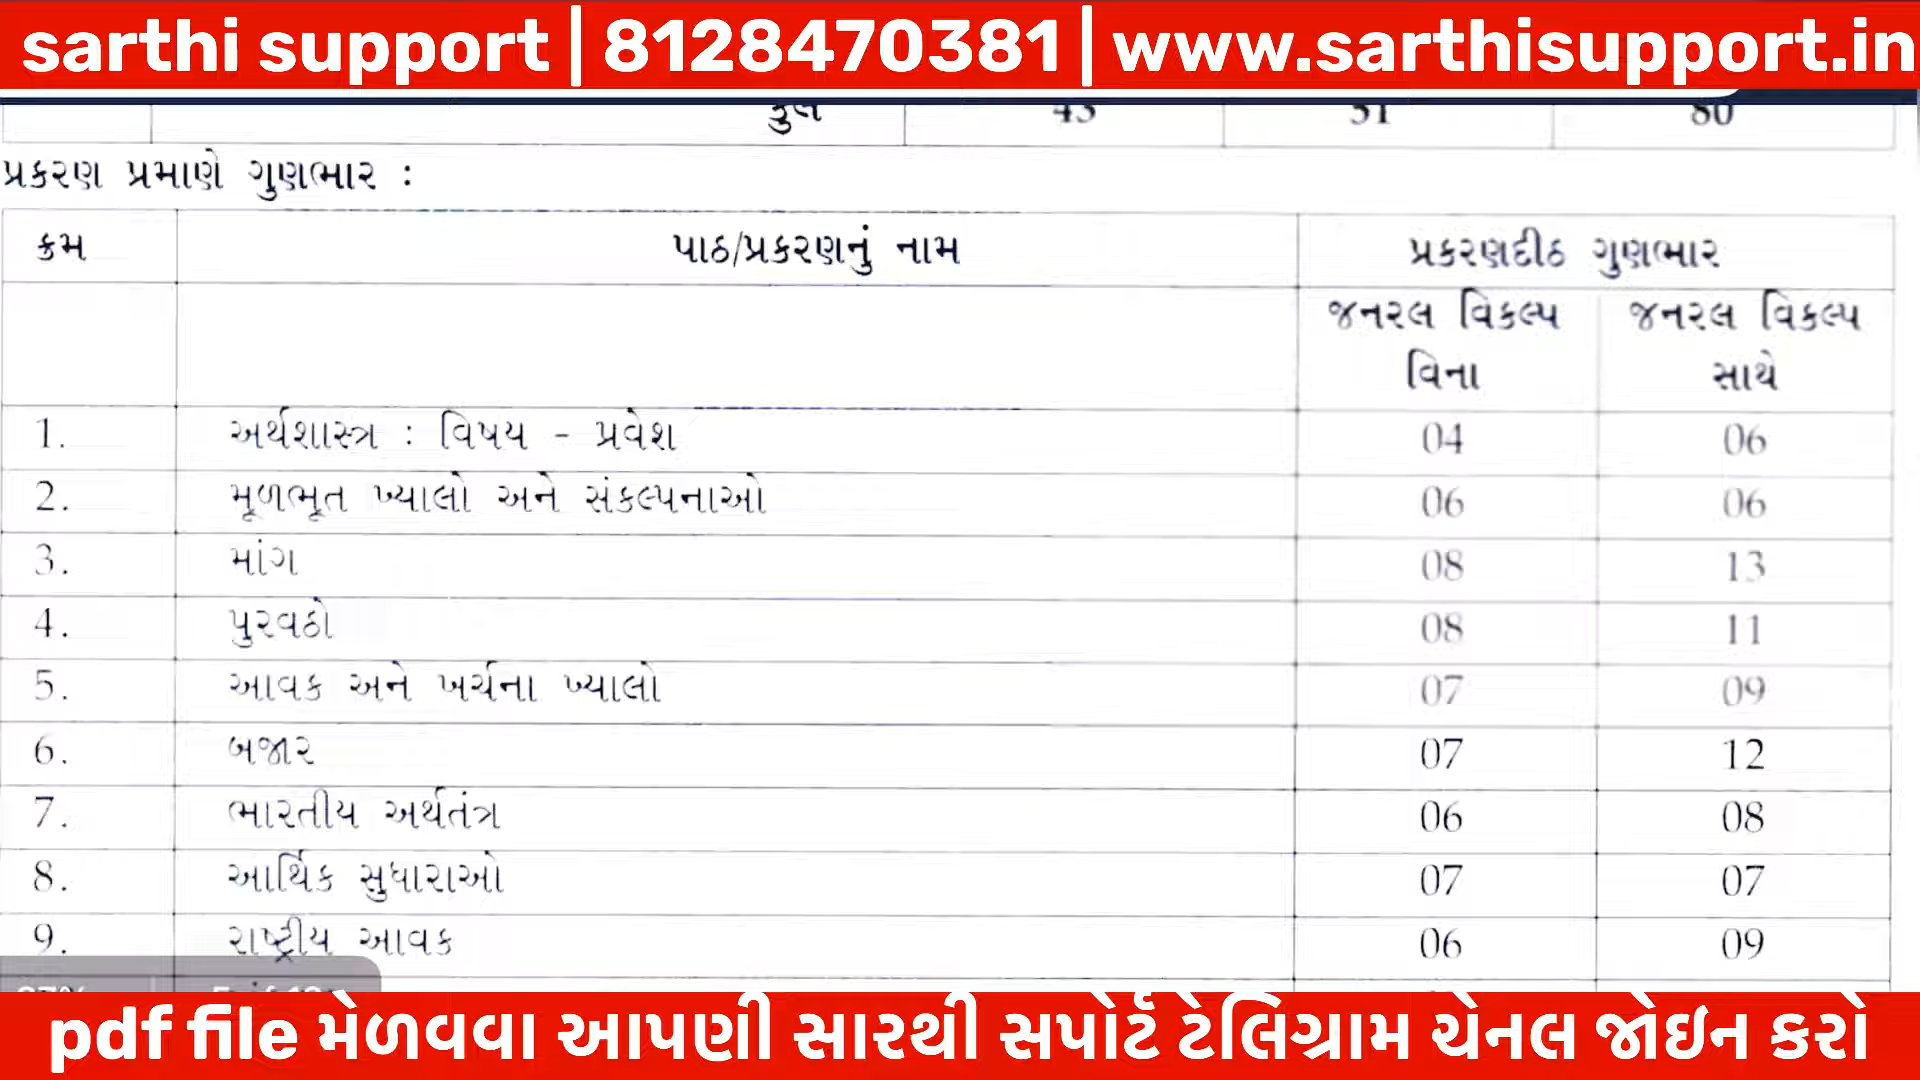 sarthi support | 8128470381 | www.sarthisupport.in
કુલ 43 51 80
પ્રકરણ પ્રમાણે ગુણભાર :
ક્રમ પાઠ/પ્રકરણનું નામ પ્રકરણદીઠ ગુણભાર
જનરલ વિકલ્પ જનરલ વિકલ્પ
વિના સાથે
1. અર્થશાસ્ત્ર : વિષય - પ્રવેશ 04 06
2. મૂળભૂત ખ્યાલો અને સંકલ્પનાઓ 06 06
3. માંગ 08 13
4. પુરવઠો 08 11
5. આવક અને ખર્ચના ખ્યાલો 07 09
6. બજાર 07 12
7. ભારતીય અર્થતંત્ર 06 08
8. આર્થિક સુધારાઓ 07 07
9. રાષ્ટ્રીય આવક 06 09
pdf file મેળવવા આપણી સારથી સપોર્ટ ટેલિગ્રામ ચેનલ જોઇન કરો